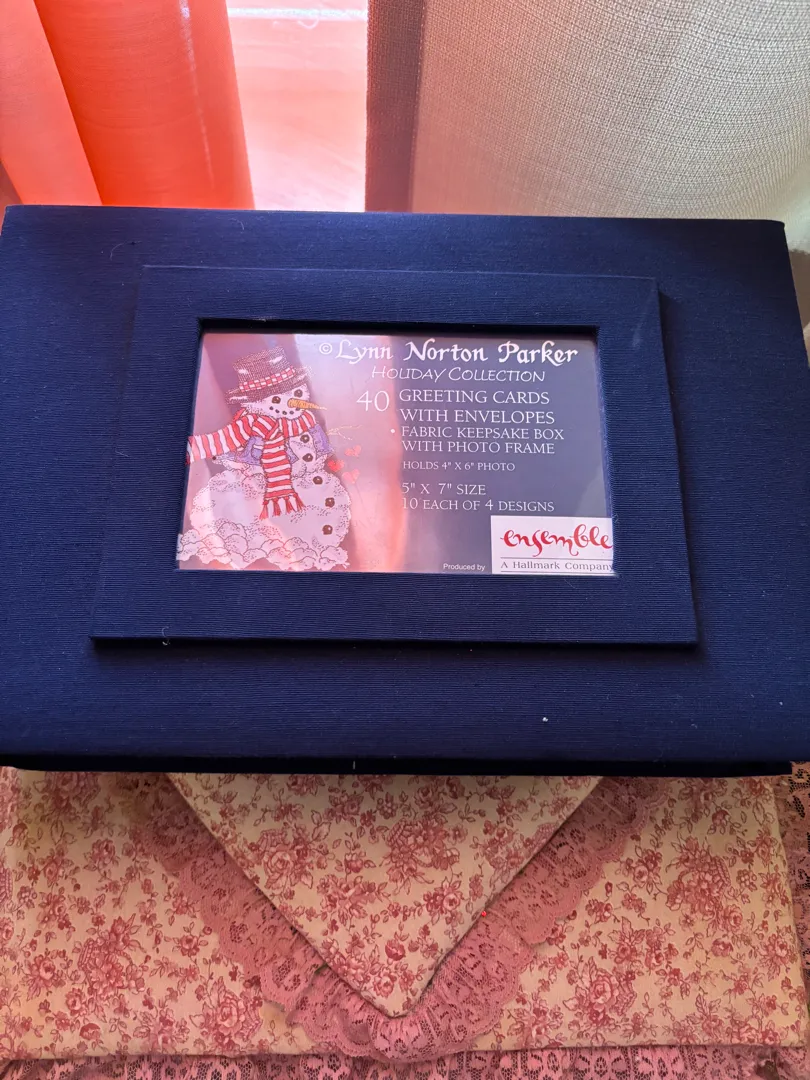 ©Lynn Norton Parker
HOLIDAY COLLECTION
40 GREETING CARDS
WITH ENVELOPES
• FABRIC KEEPSAKE BOX
WITH PHOTO FRAME
HOLDS 4" X 6" PHOTO
5" X 7" SIZE
10 EACH OF 4 DESIGNS
ensemble
Produced by A Hallmark Company